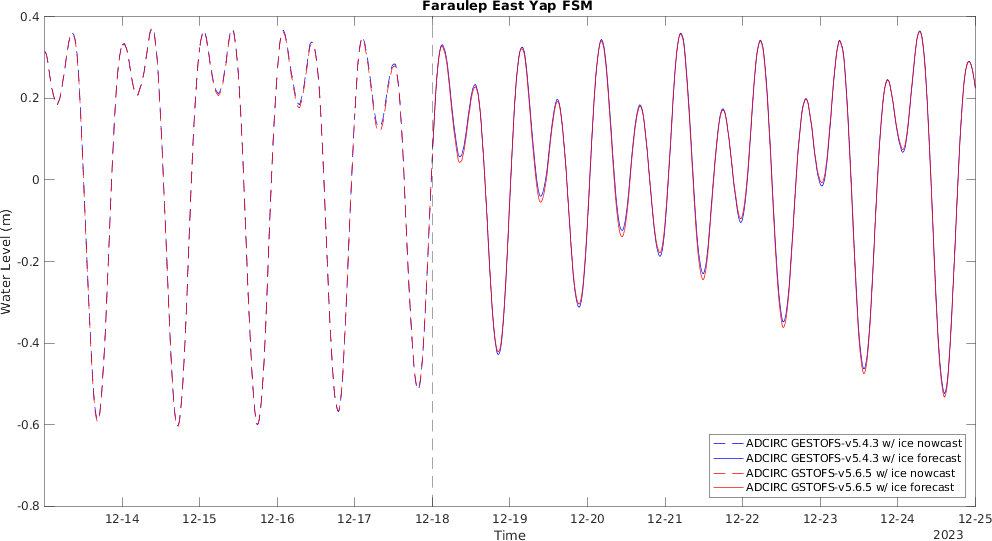 Faraulep East Yap FSM
0.4
0.2
0
-0.2
-0.4
-0.6
-0.8
Water Level (m)
12-14
12-15
12-16
12-17
12-18
12-19
12-20
12-21
12-22
12-23
12-24
12-25
Time
2023
ADCIRC GESTOFS-v5.4.3 w/ ice nowcast
ADCIRC GESTOFS-v5.4.3 w/ ice forecast
ADCIRC GSTOFS-v5.6.5 w/ ice nowcast
ADCIRC GSTOFS-v5.6.5 w/ ice forecast